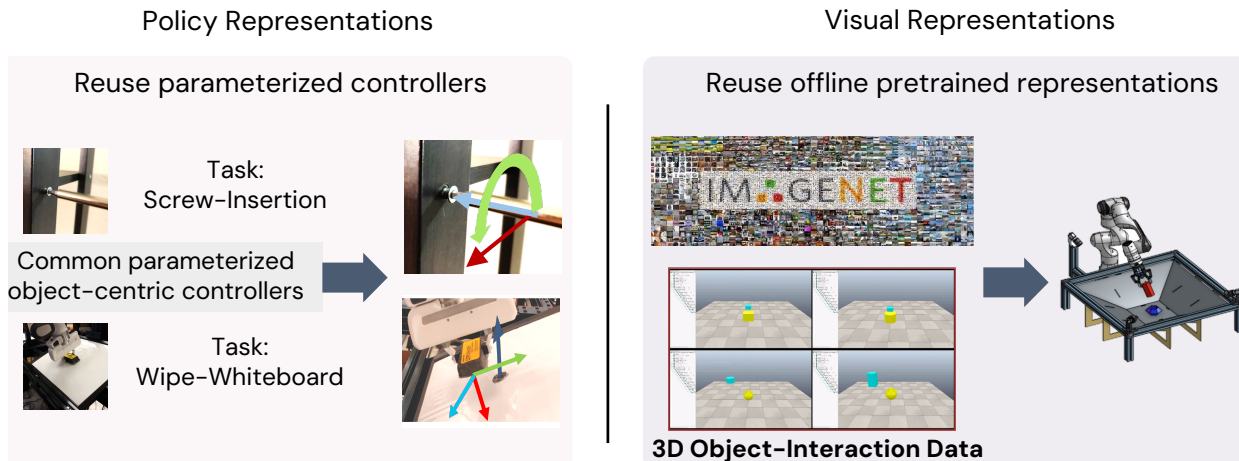 Policy Representations
Reuse parameterized controllers
Task:
Screw-Insertion
Common parameterized
object-centric controllers
Task:
Wipe-Whiteboard
Visual Representations
Reuse offline pretrained representations
IMAGENET
3D Object-Interaction Data